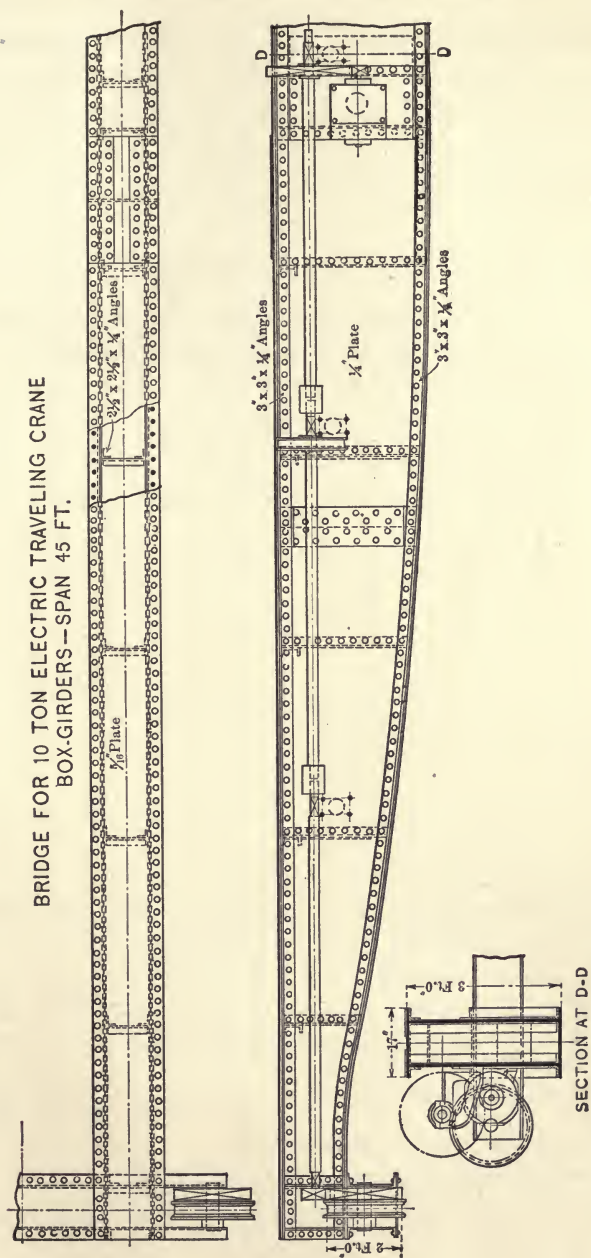 BRIDGE FOR 10 TON ELECTRIC TRAVELING CRANE
BOX-GIRDERS—SPAN 45 FT.
5/16" Plate
2½" x 2½" x ¼" Angles
3" x 3" x ¼" Angles
¼" Plate
3" x 3" x ¼" Angles
D
D
2 Ft.0"
17"
3 Ft.0"
SECTION AT D-D